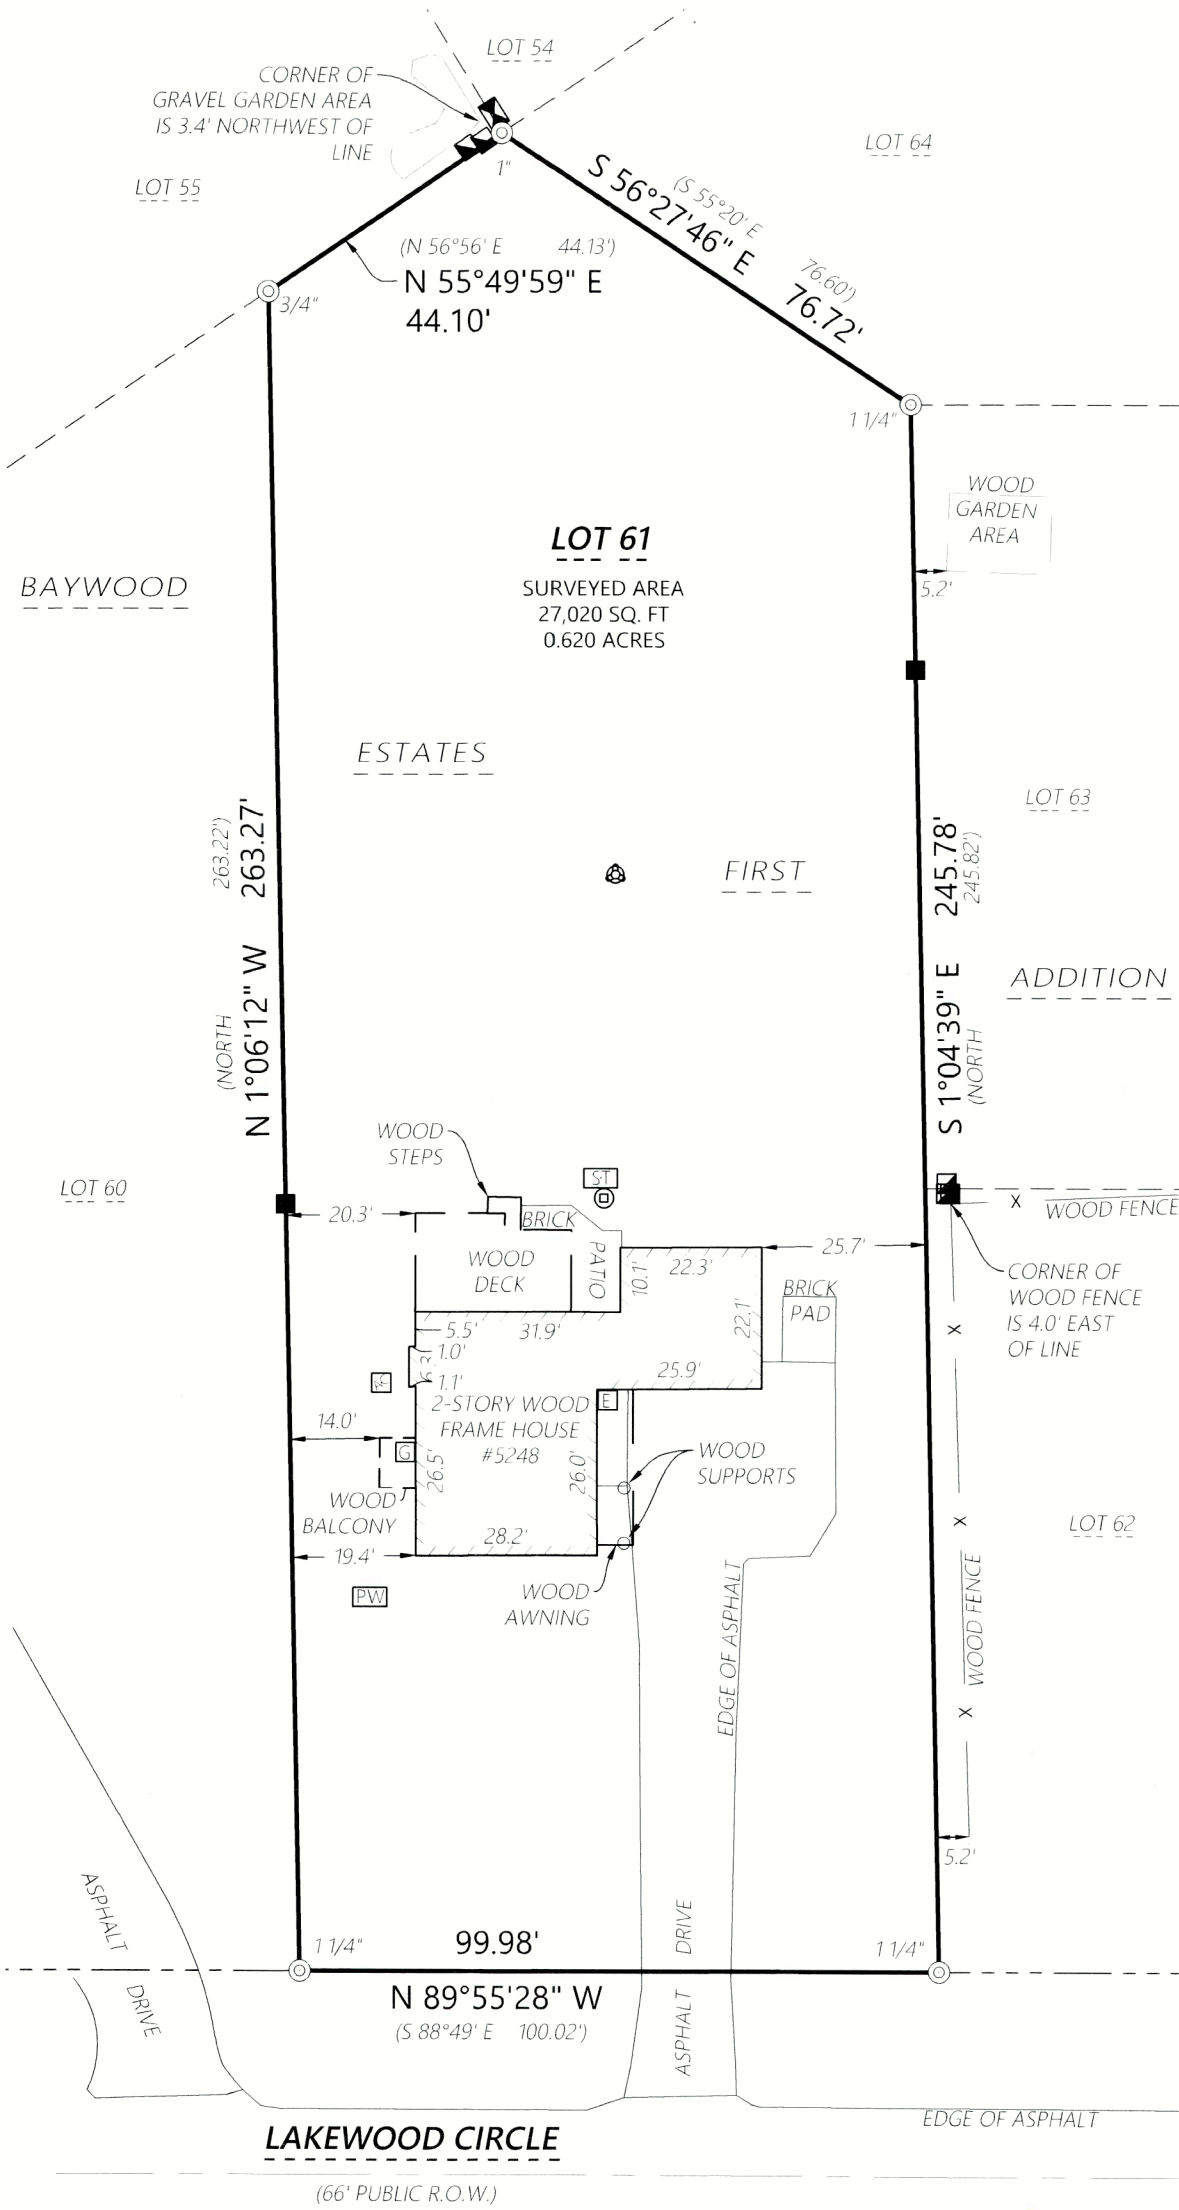 LOT 54
CORNER OF
GRAVEL GARDEN AREA
IS 3.4' NORTHWEST OF
LINE
LOT 64
1"
LOT 55
(S 55°20' E 76.60')
S 56°27'46" E 76.72'
(N 56°56' E 44.13')
N 55°49'59" E
44.10'
3/4"
1 1/4"
WOOD
GARDEN
AREA
5.2'
LOT 61
SURVEYED AREA
27,020 SQ. FT
0.620 ACRES
BAYWOOD
ESTATES
FIRST
ADDITION
LOT 63
(NORTH 263.22')
N 1°06'12" W 263.27'
S 1°04'39" E 245.78'
(NORTH 245.82')
LOT 60
WOOD
STEPS
S-T
20.3'
BRICK
PATIO
WOOD
DECK
10.1'
22.3'
25.7'
X
WOOD FENCE
CORNER OF
WOOD FENCE
IS 4.0' EAST
OF LINE
BRICK
PAD
22.1'
5.5'
31.9'
1.0'
6.3'
1.1'
25.9'
X
2-STORY WOOD
FRAME HOUSE
#5248
E
14.0'
G
26.5'
26.0'
WOOD
SUPPORTS
WOOD
BALCONY
28.2'
19.4'
PW
WOOD
AWNING
X
LOT 62
EDGE OF ASPHALT
WOOD FENCE
X
5.2'
ASPHALT DRIVE
1 1/4"
99.98'
1 1/4"
N 89°55'28" W
(S 88°49' E 100.02')
ASPHALT DRIVE
EDGE OF ASPHALT
LAKEWOOD CIRCLE
(66' PUBLIC R.O.W.)